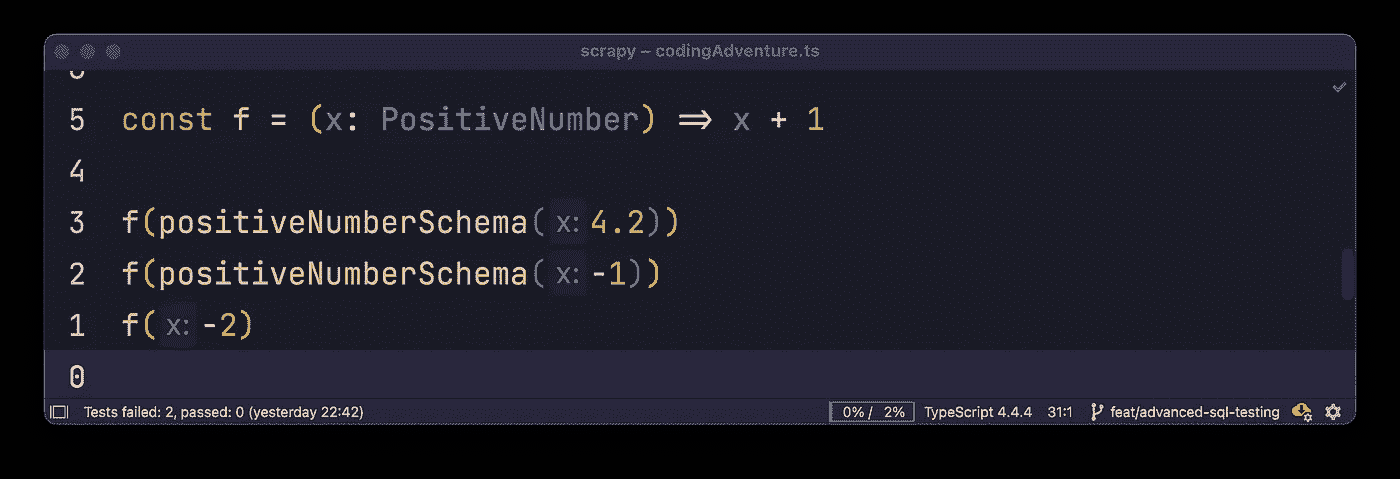 scrapy – codingAdventure.ts
5 const f = (x: PositiveNumber) => x + 1
4
3 f(positiveNumberSchema( x: 4.2))
2 f(positiveNumberSchema( x: -1))
1 f( x: -2)
0
Tests failed: 2, passed: 0 (yesterday 22:42) 0% / 2% TypeScript 4.4.4 31:1 feat/advanced-sql-testing